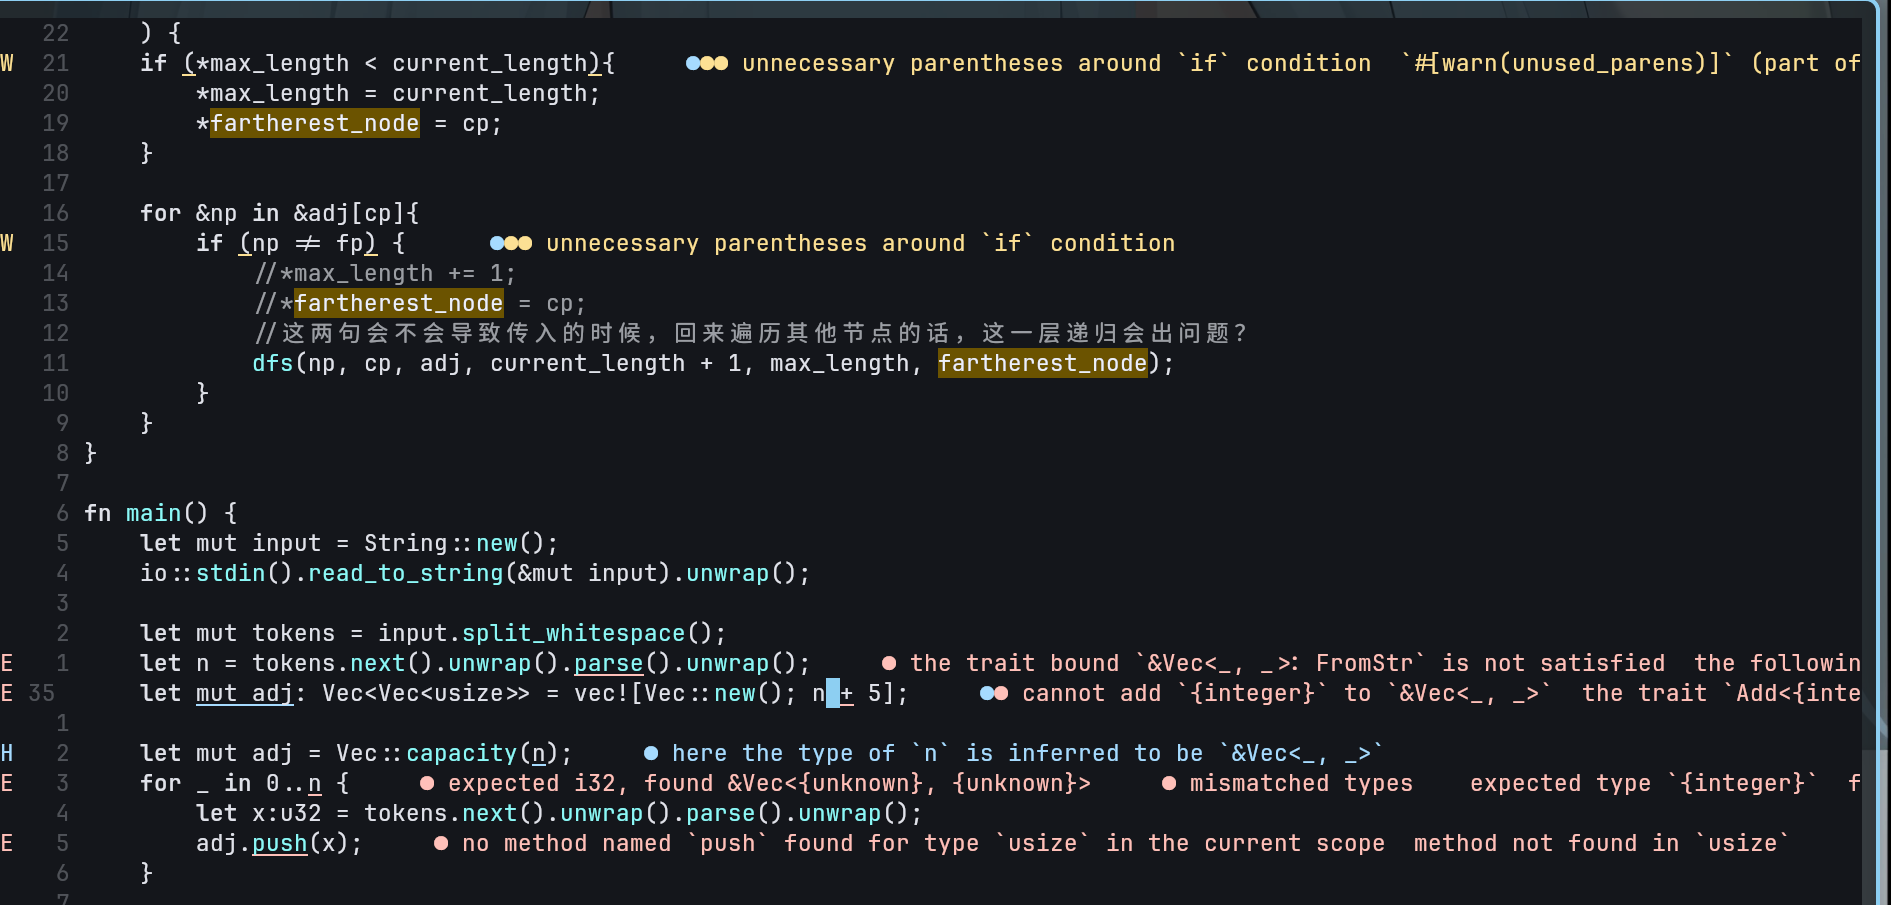 22 ) {
W 21 if (*max_length < current_length){ unnecessary parentheses around `if` condition `#[warn(unused_parens)]` (part of
20 *max_length = current_length;
19 *fartherest_node = cp;
18 }
17
16 for &np in &adj[cp]{
W 15 if (np != fp) { unnecessary parentheses around `if` condition
14 //*max_length += 1;
13 //*fartherest_node = cp;
12 //这两句会不会导致传入的时候，回来遍历其他节点的话，这一层递归会出问题？
11 dfs(np, cp, adj, current_length + 1, max_length, fartherest_node);
10 }
9 }
8 }
7
6 fn main() {
5 let mut input = String::new();
4 io::stdin().read_to_string(&mut input).unwrap();
3
2 let mut tokens = input.split_whitespace();
E 1 let n = tokens.next().unwrap().parse().unwrap(); the trait bound `&Vec<_, _>: FromStr` is not satisfied the followin
E 35 let mut adj: Vec<Vec<usize>> = vec![Vec::new(); n + 5]; cannot add `{integer}` to `&Vec<_, _>` the trait `Add<{inte
1
H 2 let mut adj = Vec::capacity(n); here the type of `n` is inferred to be `&Vec<_, _>`
E 3 for _ in 0..n { expected i32, found &Vec<{unknown}, {unknown}> mismatched types expected type `{integer}` f
4 let x:u32 = tokens.next().unwrap().parse().unwrap();
E 5 adj.push(x); no method named `push` found for type `usize` in the current scope method not found in `usize`
6 }
7